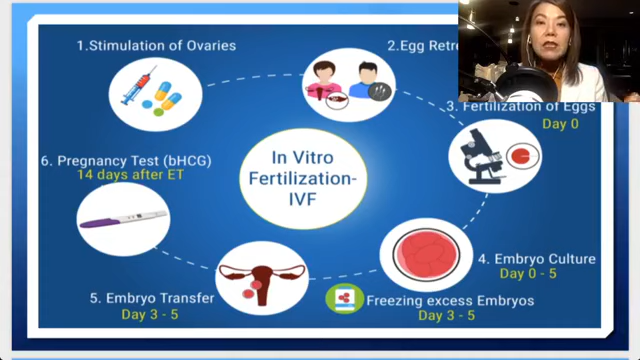 1.Stimulation of Ovaries
2.Egg
3. Fertilization of Eggs
Day 0
In Vitro
Fertilization-
IVF
4. Embryo Culture
Day 0 - 5
Freezing excess Embryos
Day 3 - 5
5. Embryo Transfer
Day 3 - 5
6. Pregnancy Test (bHCG)
14 days after ET